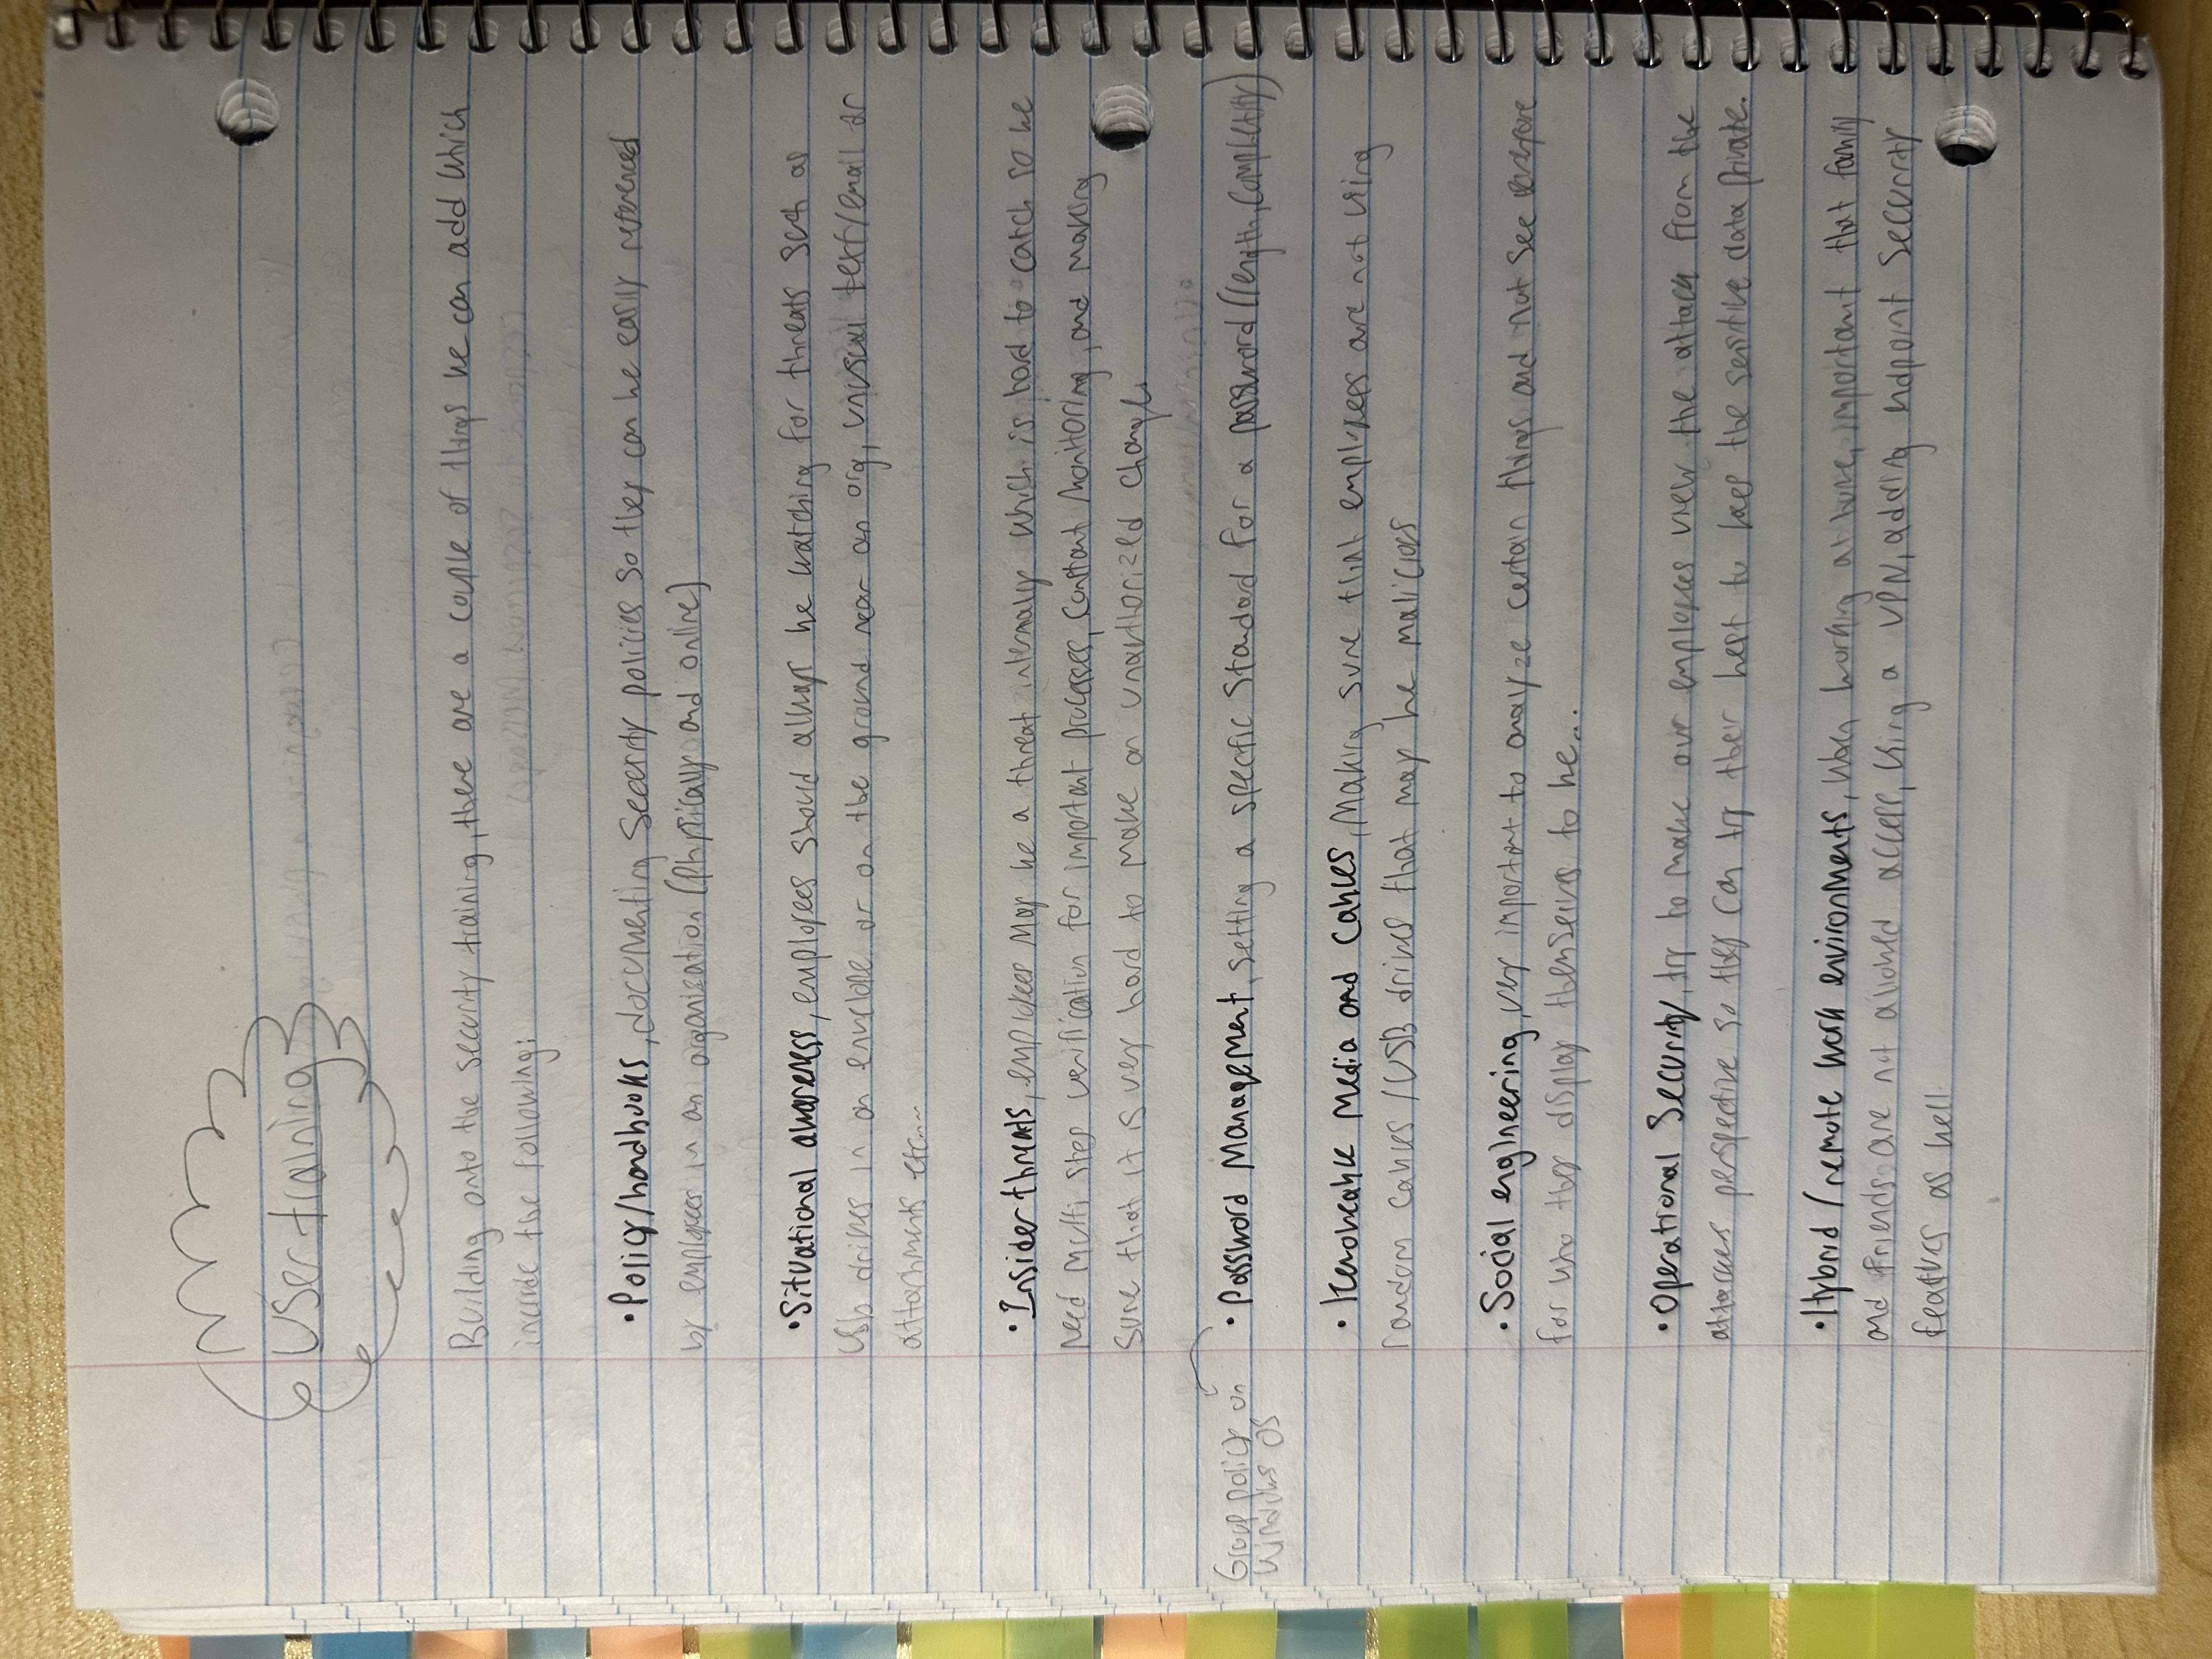 User training
Building onto the security training, there are a couple of things we can add which
include the following:
• Policy/handbooks, documenting Security policies so they can be easily referenced
by employees in an organization (Physically and online)
• Situational awareness, employees should always be watching for threats such as
usb drives in an envelope or on the ground near an org, unusual text/email or
attachments etc...
• Insider threats, employees may be a threat internally which is hard to catch so we
need multi step verification for important processes, constant monitoring, and making
sure that it is very hard to make an unauthorized change.
Group policy on
Windows OS
• Password Management, setting a specific standard for a password (length, complexity)
• Removeable Media and Cables, Making sure that employees are not using
random cables/USB drives that may be malicious
• Social engineering, very important to analyze certain things and not see everyone
for who they display themselves to be...
• Operational Security, try to make our employees view the attack from the
attackers perspective so they can try their best to keep the sensitive data private.
• Hybrid/remote work environments, when working at home, important that family
and friends are not allowed access, using a VPN, adding endpoint security
features as well.